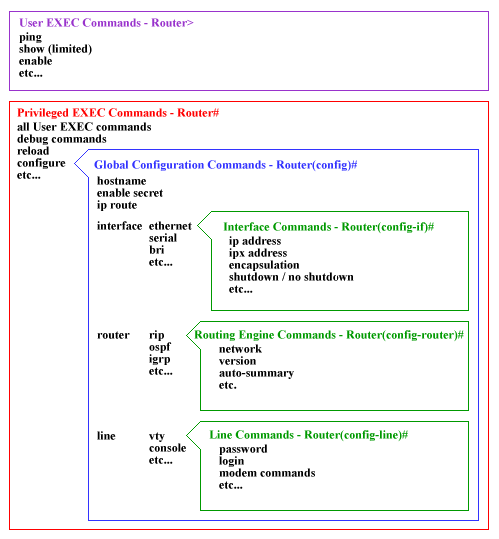 User EXEC Commands - Router>
ping
show (limited)
enable
etc...
Privileged EXEC Commands - Router#
all User EXEC commands
debug commands
reload
configure
etc...
Global Configuration Commands - Router(config)#
hostname
enable secret
ip route
interface ethernet
serial
bri
etc...
Interface Commands - Router(config-if)#
ip address
ipx address
encapsulation
shutdown / no shutdown
etc...
router rip
ospf
igrp
etc...
Routing Engine Commands - Router(config-router)#
network
version
auto-summary
etc.
line vty
console
etc...
Line Commands - Router(config-line)#
password
login
modem commands
etc...